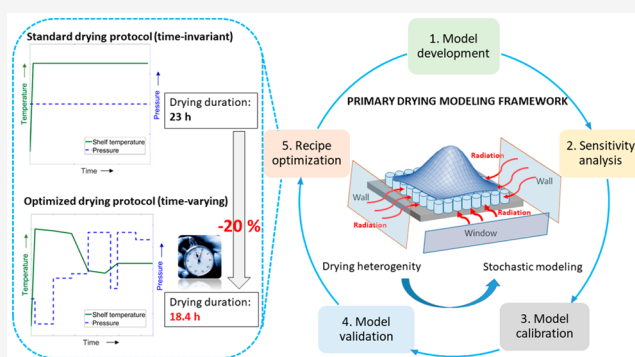 Standard drying protocol (time-invariant)
Temperature
Pressure
Shelf temperature
Pressure
Time
Drying duration:
23 h
-20 %
Optimized drying protocol (time-varying)
Temperature
Pressure
Shelf temperature
Pressure
Time
Drying duration:
18.4 h
1. Model
development
PRIMARY DRYING MODELING FRAMEWORK
5. Recipe
optimization
2. Sensitivity
analysis
Radiation
Wall
Wall
Radiation
Radiation
Window
Drying heterogenity
Stochastic modeling
4. Model
validation
3. Model
calibration